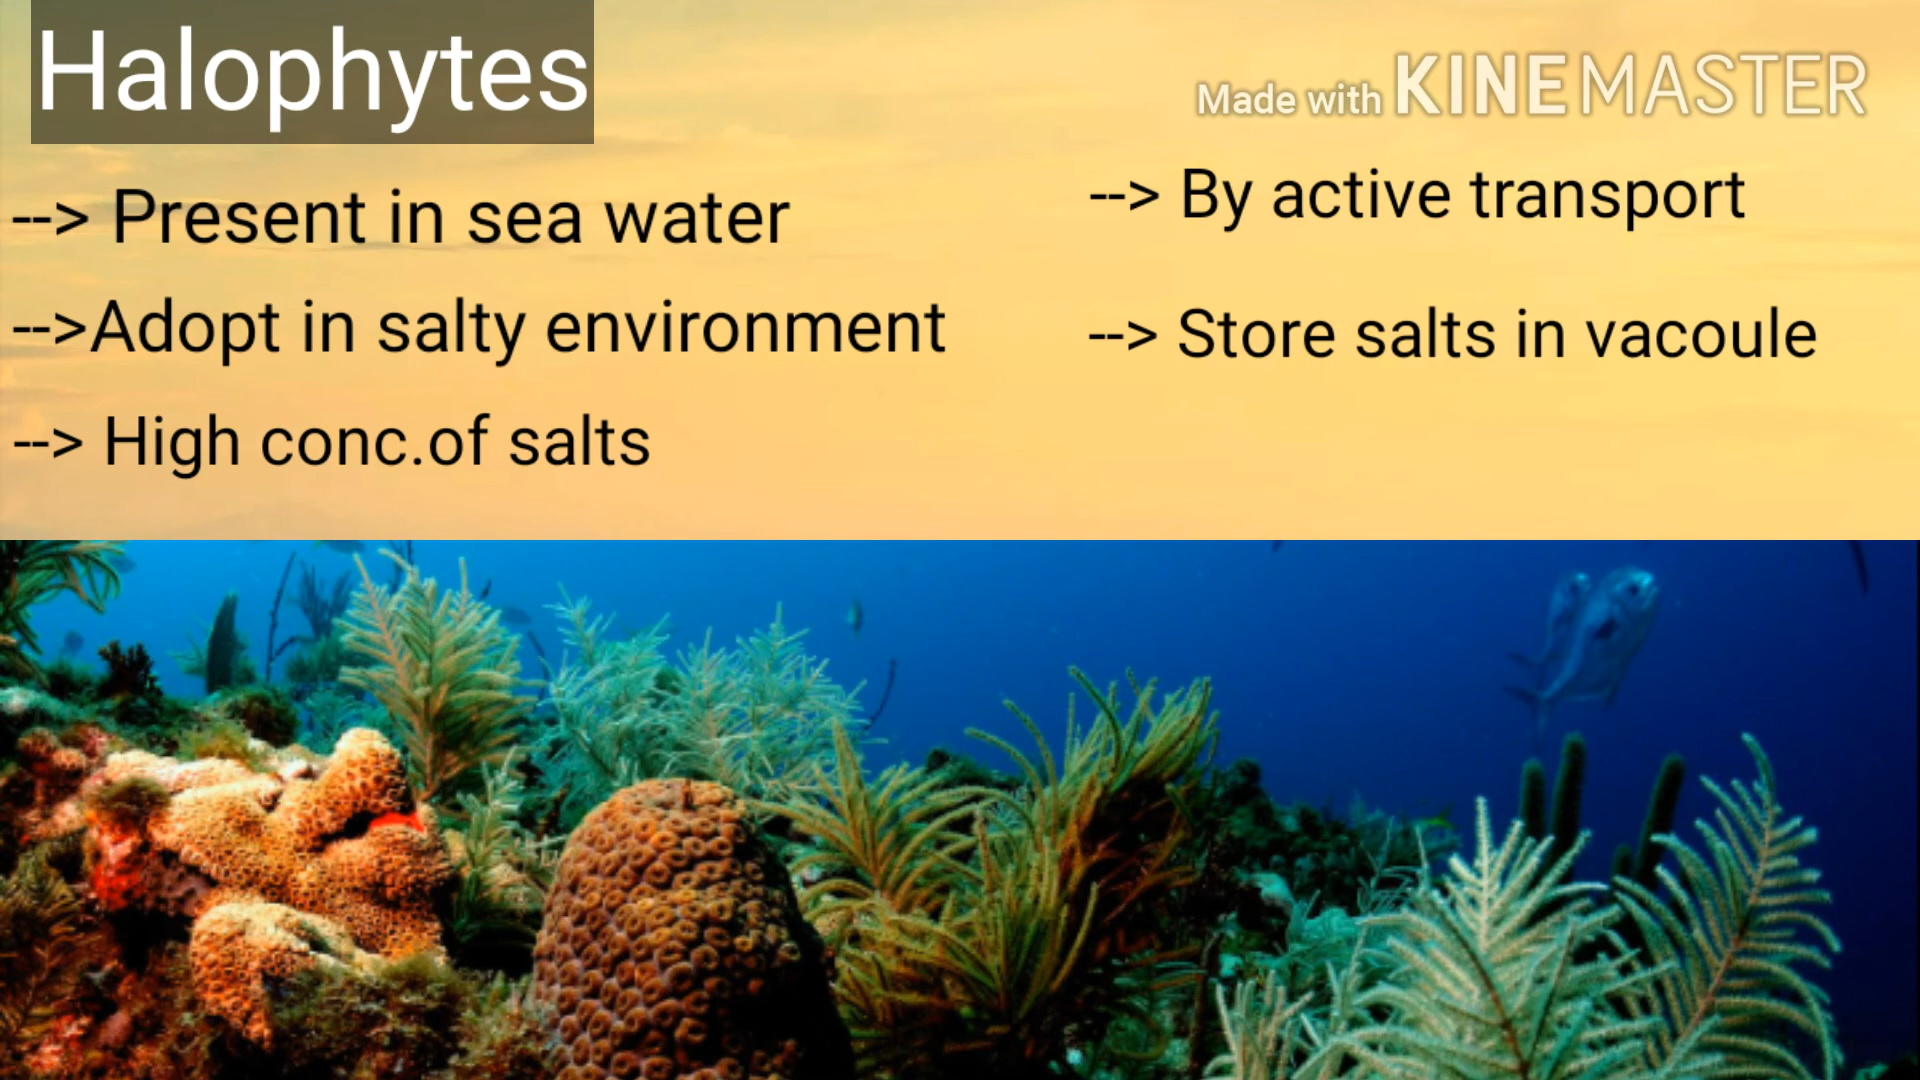 Halophytes
Made with KINEMASTER
--> Present in sea water
-->Adopt in salty environment
--> High conc.of salts
--> By active transport
--> Store salts in vacoule